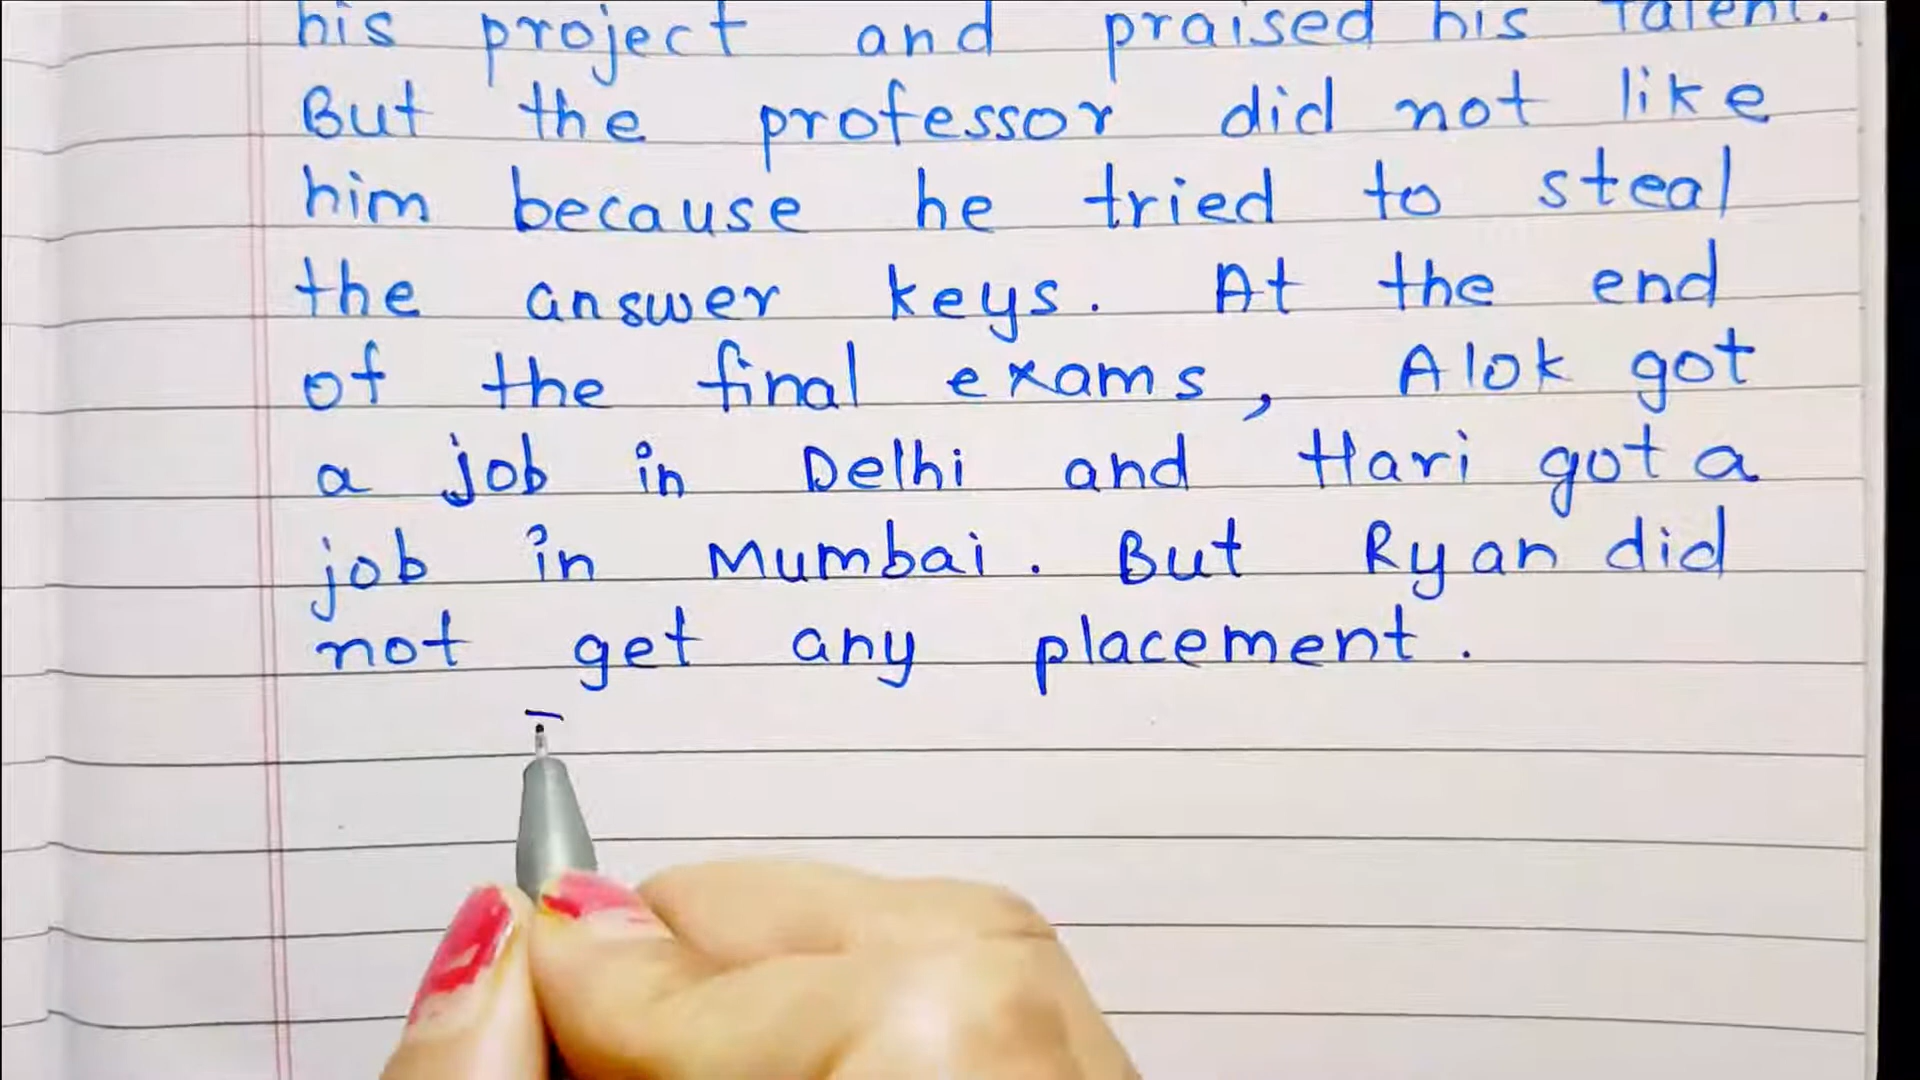 his project and praised his talent.
But the professor did not like
him because he tried to steal
the answer keys. At the end
of the final exams, Alok got
a job in Delhi and Hari got a
job in Mumbai. But Ryan did
not get any placement.